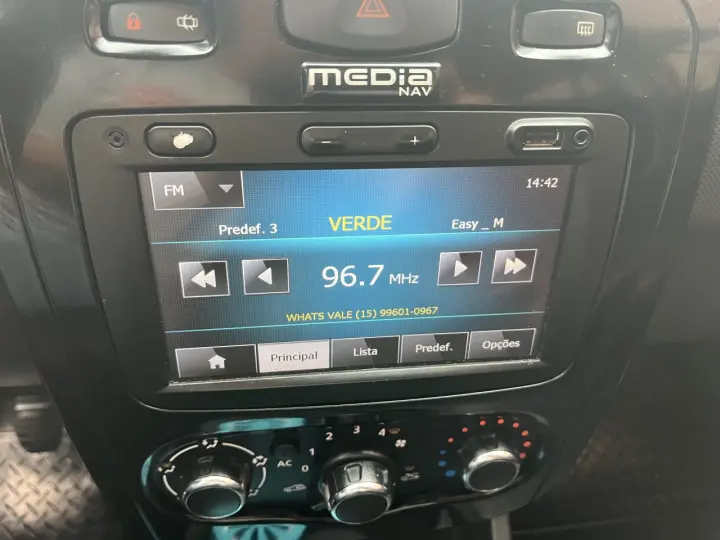 MEDIA
NAV
- +
FM
14:42
Predef. 3
VERDE
Easy _ M
96.7 MHz
WHATS VALE (15) 99601-0967
Principal
Lista
Predef.
Opções
AC
0
1
2
3
4